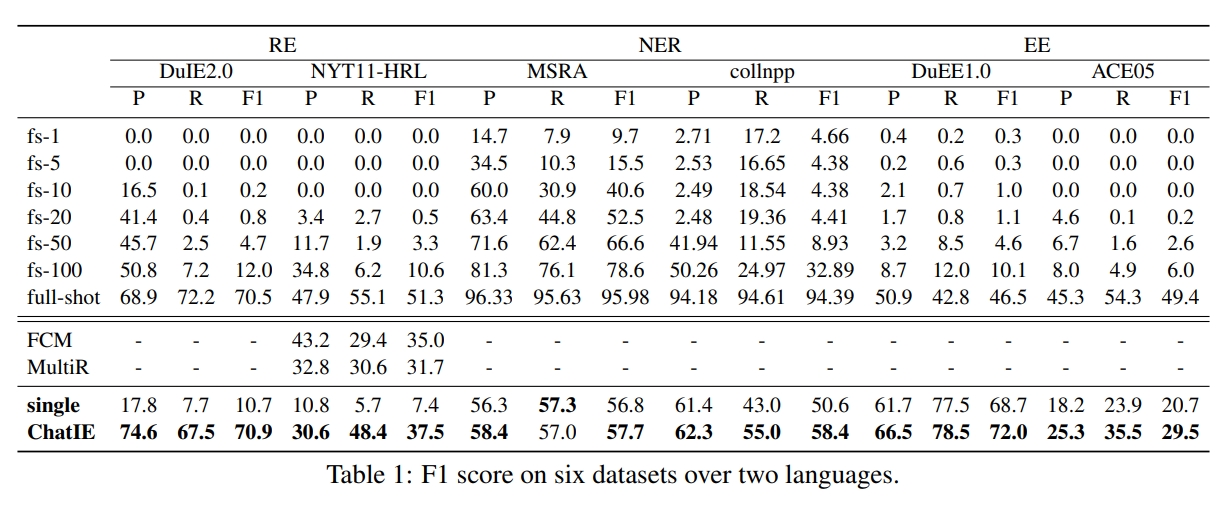 RE NER EE
DuIE2.0 NYT11-HRL MSRA collnpp DuEE1.0 ACE05
P R F1 P R F1 P R F1 P R F1 P R F1 P R F1
fs-1 0.0 0.0 0.0 0.0 0.0 0.0 14.7 7.9 9.7 2.71 17.2 4.66 0.4 0.2 0.3 0.0 0.0 0.0
fs-5 0.0 0.0 0.0 0.0 0.0 0.0 34.5 10.3 15.5 2.53 16.65 4.38 0.2 0.6 0.3 0.0 0.0 0.0
fs-10 16.5 0.1 0.2 0.0 0.0 0.0 60.0 30.9 40.6 2.49 18.54 4.38 2.1 0.7 1.0 0.0 0.0 0.0
fs-20 41.4 0.4 0.8 3.4 2.7 0.5 63.4 44.8 52.5 2.48 19.36 4.41 1.7 0.8 1.1 4.6 0.1 0.2
fs-50 45.7 2.5 4.7 11.7 1.9 3.3 71.6 62.4 66.6 41.94 11.55 8.93 3.2 8.5 4.6 6.7 1.6 2.6
fs-100 50.8 7.2 12.0 34.8 6.2 10.6 81.3 76.1 78.6 50.26 24.97 32.89 8.7 12.0 10.1 8.0 4.9 6.0
full-shot 68.9 72.2 70.5 47.9 55.1 51.3 96.33 95.63 95.98 94.18 94.61 94.39 50.9 42.8 46.5 45.3 54.3 49.4
FCM - - - 43.2 29.4 35.0 - - - - - - - - - - - -
MultiR - - - 32.8 30.6 31.7 - - - - - - - - - - - -
single 17.8 7.7 10.7 10.8 5.7 7.4 56.3 57.3 56.8 61.4 43.0 50.6 61.7 77.5 68.7 18.2 23.9 20.7
ChatIE 74.6 67.5 70.9 30.6 48.4 37.5 58.4 57.0 57.7 62.3 55.0 58.4 66.5 78.5 72.0 25.3 35.5 29.5
Table 1: F1 score on six datasets over two languages.